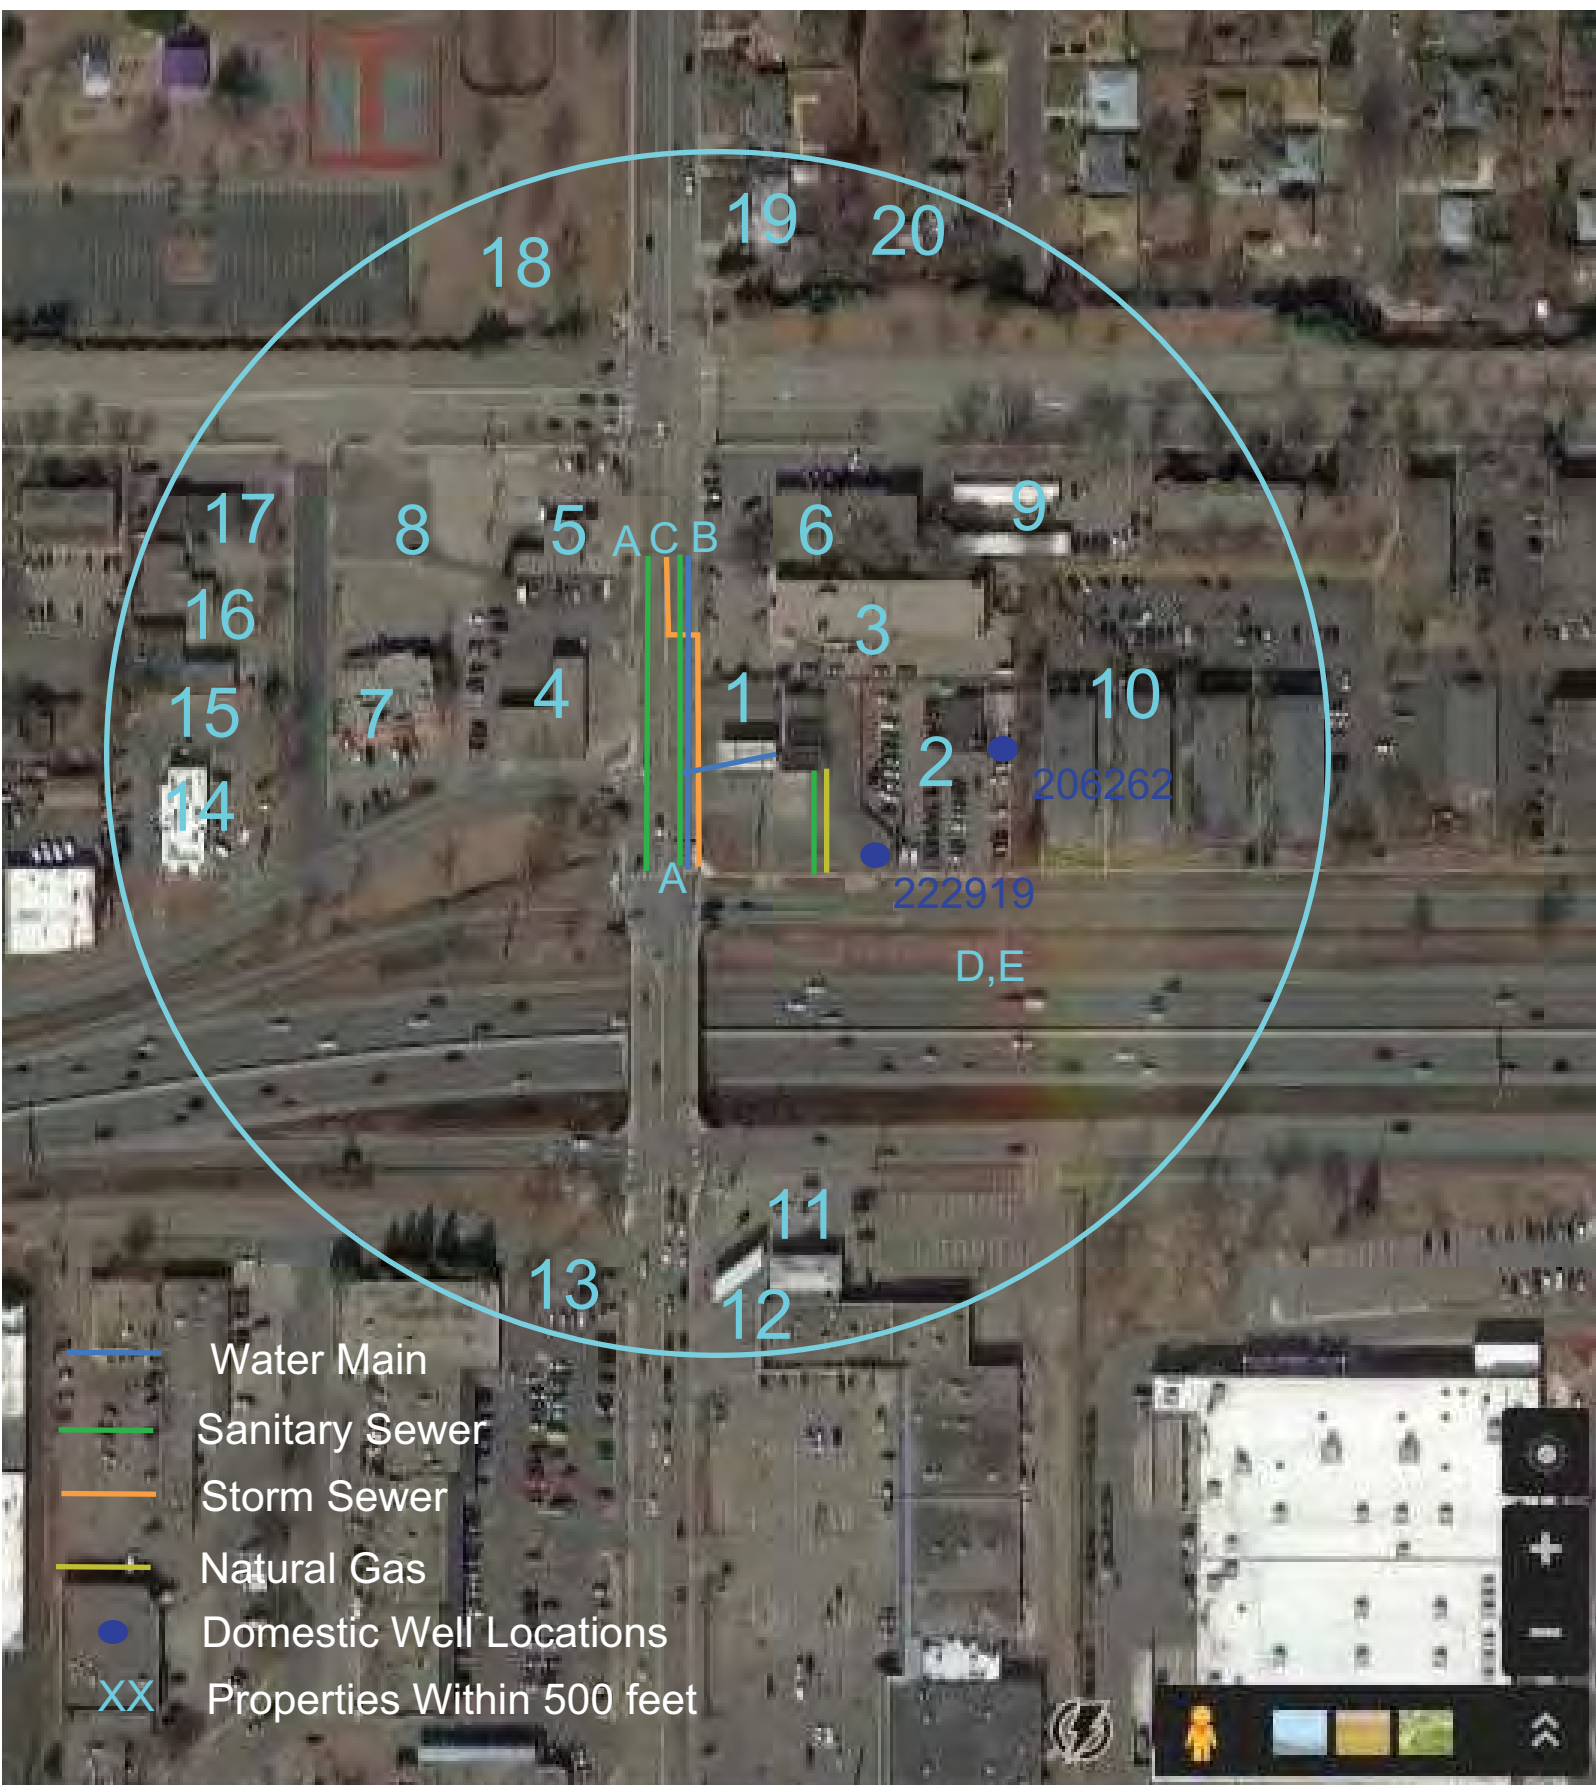 19
20
18
17
8
5
A
C
B
6
9
16
3
15
7
4
1
10
2
14
206262
A
222919
D,E
11
13
12
Water Main
Sanitary Sewer
Storm Sewer
Natural Gas
Domestic Well Locations
XX Properties Within 500 feet